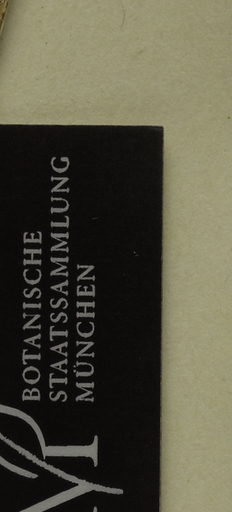 BOTANISCHE
STAATSSAMMLUNG
MÜNCHEN
M